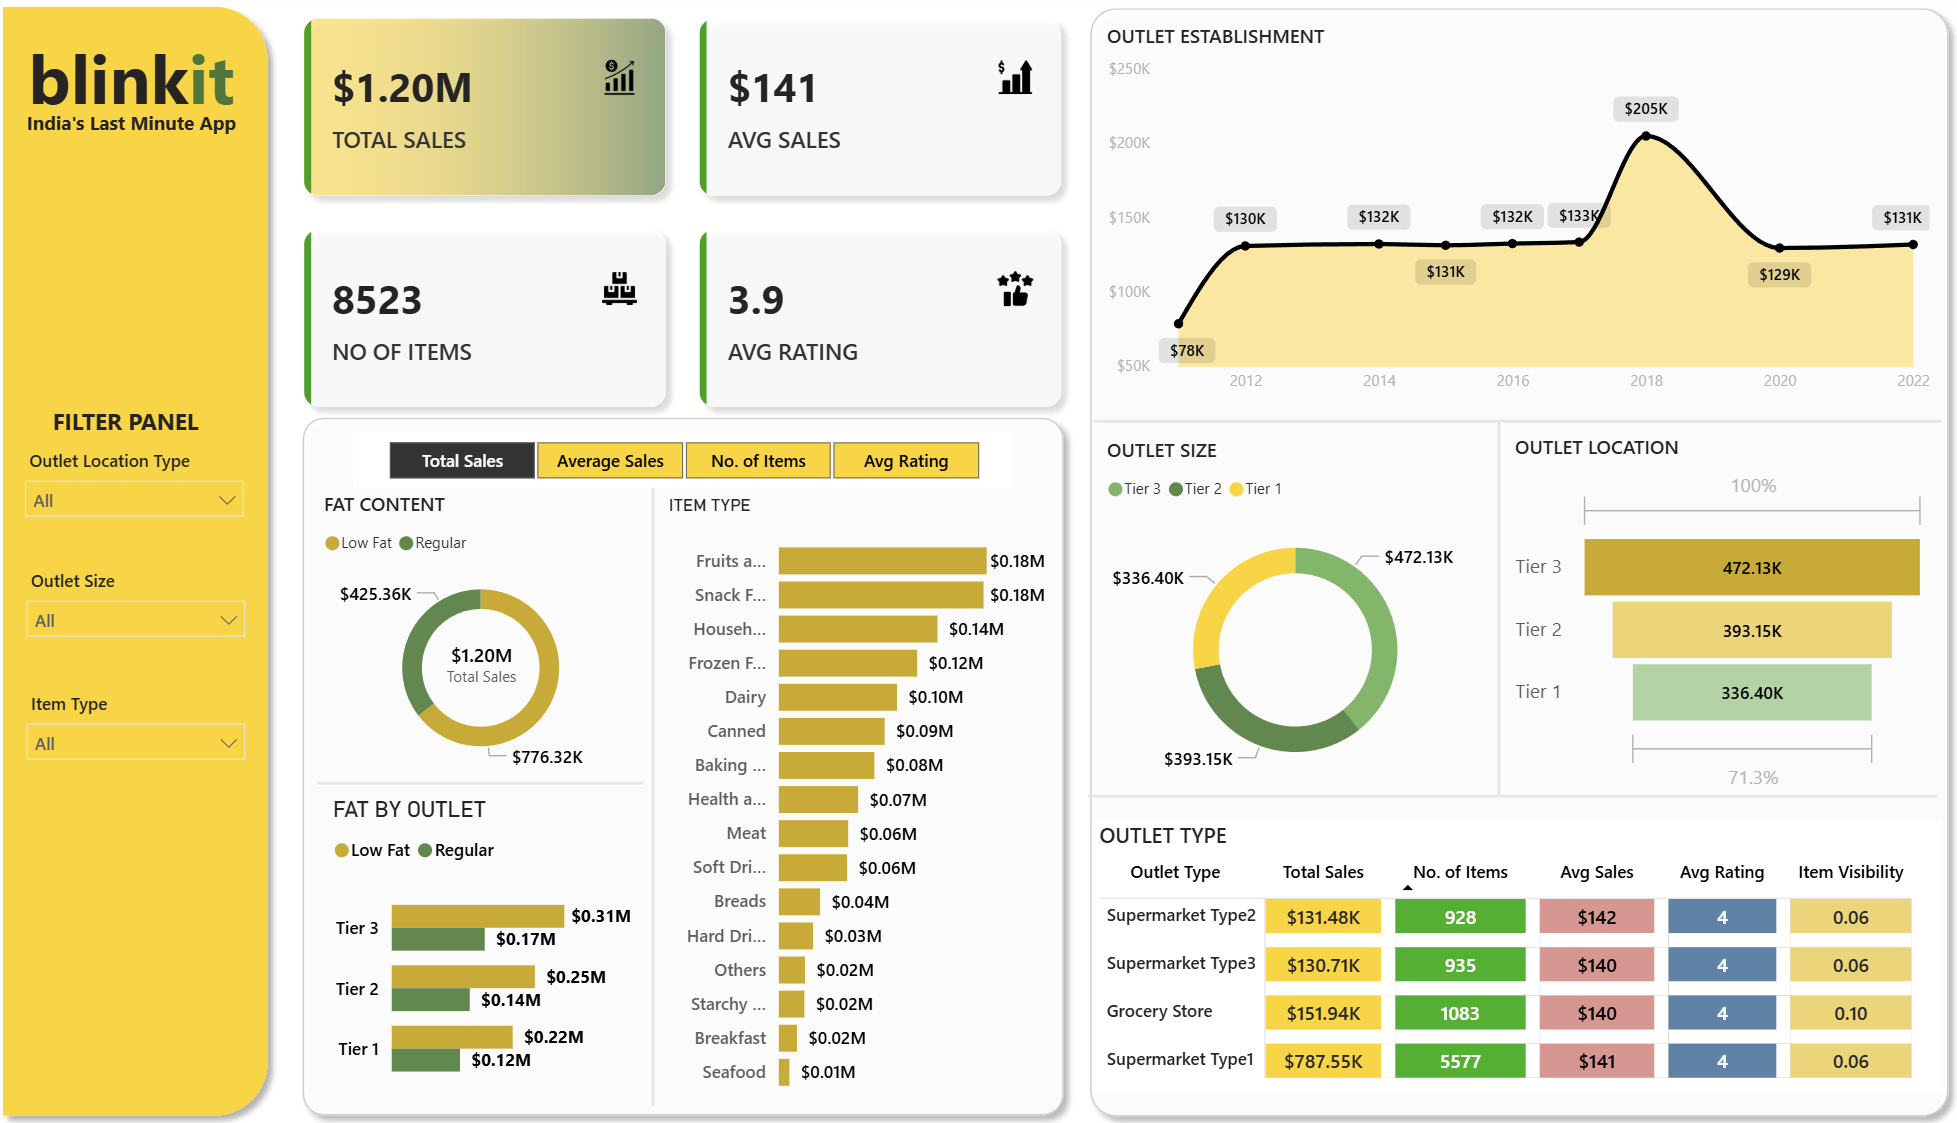 blinkit
India's Last Minute App
FILTER PANEL
Outlet Location Type
All
Outlet Size
All
Item Type
All
$1.20M
TOTAL SALES
$141
AVG SALES
8523
NO OF ITEMS
3.9
AVG RATING
Total Sales
Average Sales
No. of Items
Avg Rating
FAT CONTENT
Low Fat Regular
$425.36K
$1.20M
Total Sales
$776.32K
FAT BY OUTLET
Low Fat Regular
Tier 3
$0.31M
$0.17M
Tier 2
$0.25M
$0.14M
Tier 1
$0.22M
$0.12M
ITEM TYPE
Fruits a... $0.18M
Snack F... $0.18M
Househ... $0.14M
Frozen F... $0.12M
Dairy $0.10M
Canned $0.09M
Baking ... $0.08M
Health a... $0.07M
Meat $0.06M
Soft Dri... $0.06M
Breads $0.04M
Hard Dri... $0.03M
Others $0.02M
Starchy ... $0.02M
Breakfast $0.02M
Seafood $0.01M
OUTLET ESTABLISHMENT
$250K
$200K
$150K
$100K
$50K
$78K
$130K
$132K
$131K
$132K
$133K
$205K
$129K
$131K
2012 2014 2016 2018 2020 2022
OUTLET SIZE
Tier 3 Tier 2 Tier 1
$336.40K
$472.13K
$393.15K
OUTLET LOCATION
100%
Tier 3 472.13K
Tier 2 393.15K
Tier 1 336.40K
71.3%
OUTLET TYPE
Outlet Type Total Sales No. of Items Avg Sales Avg Rating Item Visibility
Supermarket Type2 $131.48K 928 $142 4 0.06
Supermarket Type3 $130.71K 935 $140 4 0.06
Grocery Store $151.94K 1083 $140 4 0.10
Supermarket Type1 $787.55K 5577 $141 4 0.06